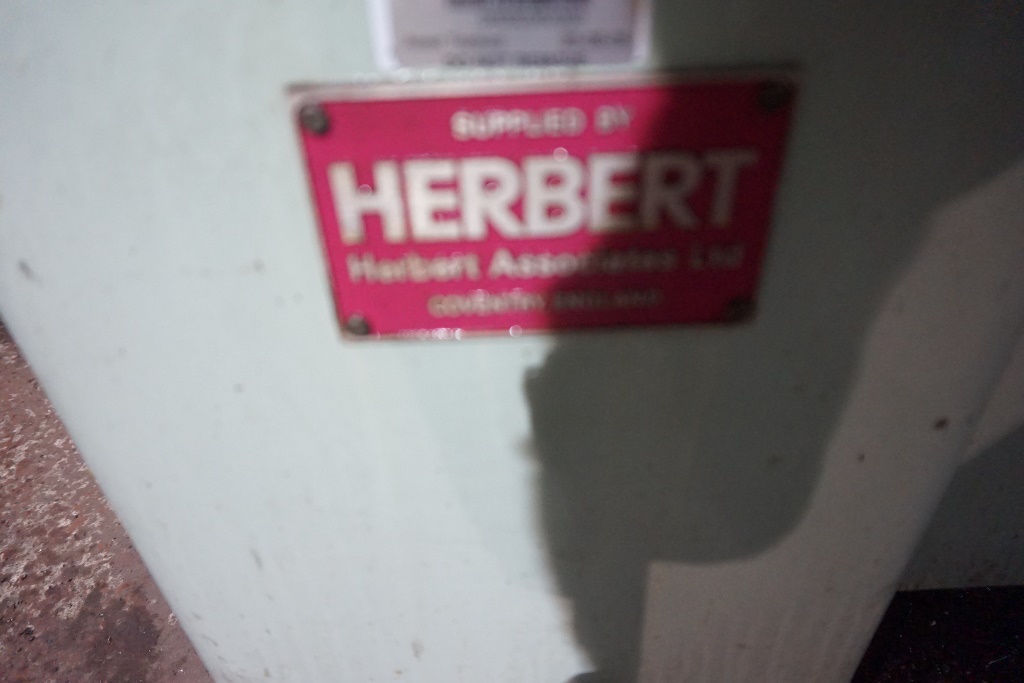 SUPPLIED BY
HERBERT
Herbert Associates Ltd
COVENTRY, ENGLAND